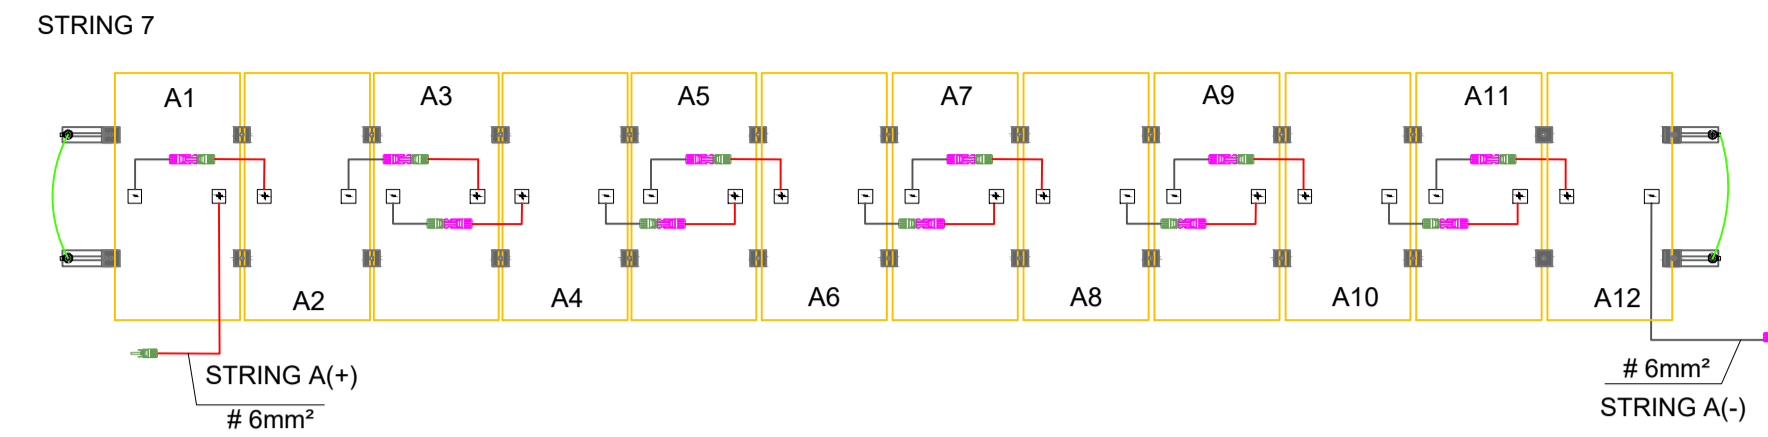 STRING 7
A1
A3
A5
A7
A9
A11
- + + - - + + - - + + - - + + - - + + - - + + -
A2
A4
A6
A8
A10
A12
STRING A(+)
# 6mm²
# 6mm²
STRING A(-)